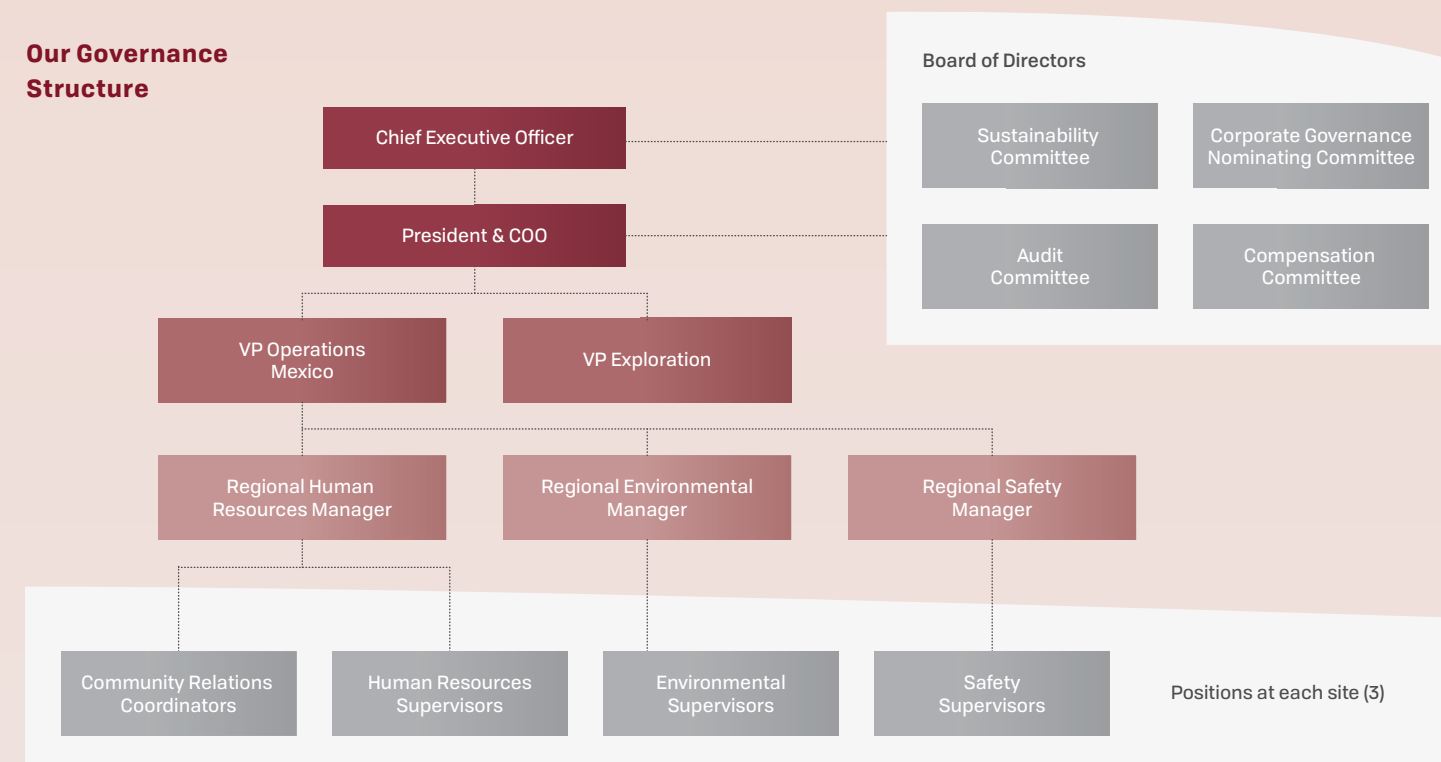 Our Governance
Structure
Board of Directors
Chief Executive Officer
Sustainability
Committee
Corporate Governance
Nominating Committee
President & COO
Audit
Committee
Compensation
Committee
VP Operations
Mexico
VP Exploration
Regional Human
Resources Manager
Regional Environmental
Manager
Regional Safety
Manager
Community Relations
Coordinators
Human Resources
Supervisors
Environmental
Supervisors
Safety
Supervisors
Positions at each site (3)